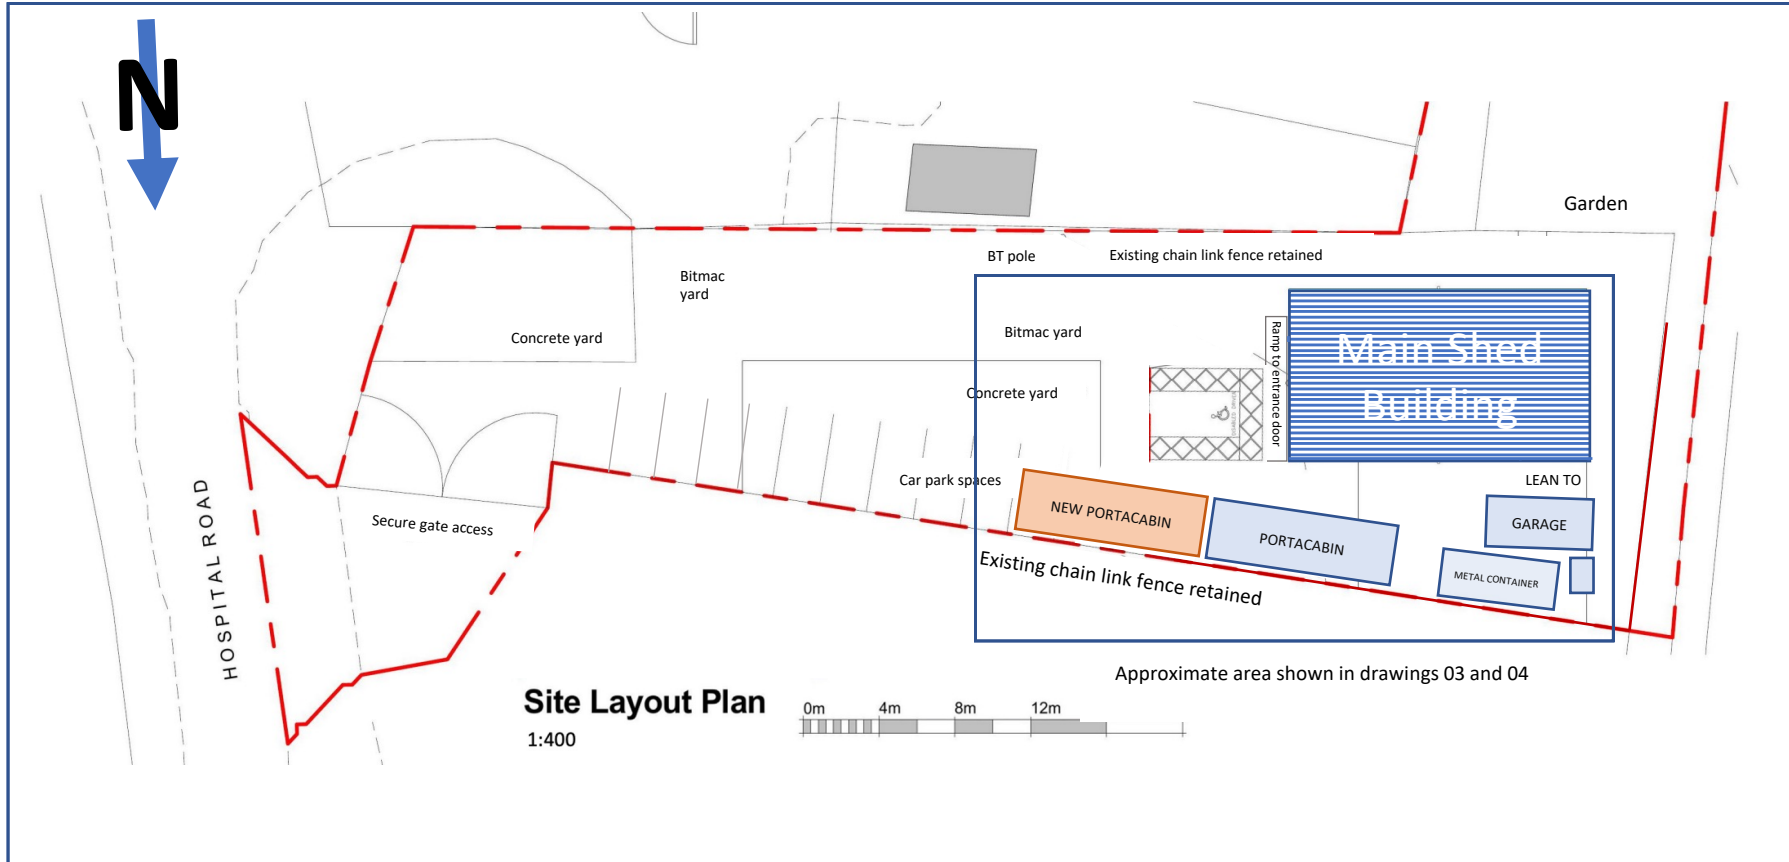 N
Garden
BT pole
Existing chain link fence retained
Bitmac
yard
Concrete yard
Bitmac yard
Ramp to entrance door
Main Shed
Building
Concrete yard
Car park spaces
LEAN TO
NEW PORTACABIN
PORTACABIN
GARAGE
METAL CONTAINER
Secure gate access
Existing chain link fence retained
HOSPITAL ROAD
Approximate area shown in drawings 03 and 04
Site Layout Plan
1:400
0m 4m 8m 12m